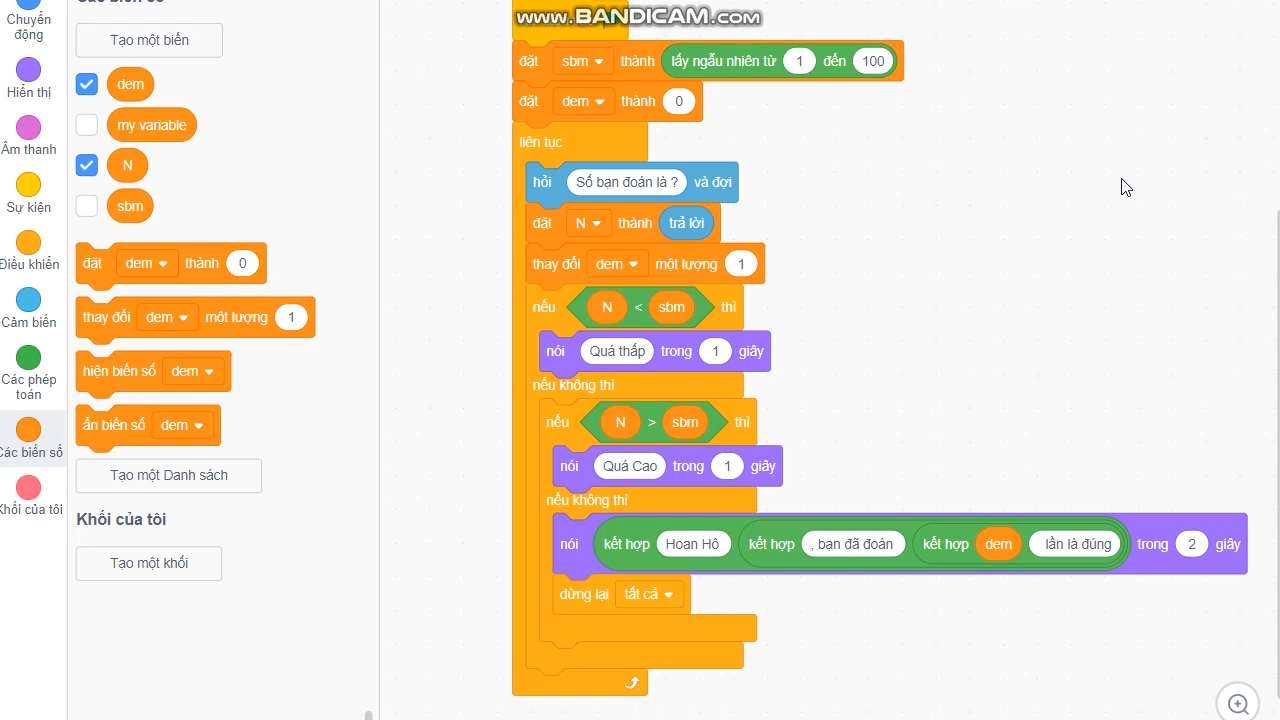 Các biến số
WWW.BANDICAM.COM
Chuyển
động
Hiển thị
Âm thanh
Sự kiện
Điều khiển
Cảm biến
Các phép
toán
Các biến số
Khối của tôi
Tạo một biến
dem
my variable
N
sbm
đặt dem thành 0
thay đổi dem một lượng 1
hiện biến số dem
ẩn biến số dem
Tạo một Danh sách
Khối của tôi
Tạo một khối
đặt sbm thành lấy ngẫu nhiên từ 1 đến 100
đặt dem thành 0
liên tục
hỏi Số bạn đoán là ? và đợi
đặt N thành trả lời
thay đổi dem một lượng 1
nếu N < sbm thì
nói Quá thấp trong 1 giây
nếu không thì
nếu N > sbm thì
nói Quá Cao trong 1 giây
nếu không thì
nói kết hợp Hoan Hô kết hợp , bạn đã đoán kết hợp dem lần là đúng trong 2 giây
dừng lại tất cả